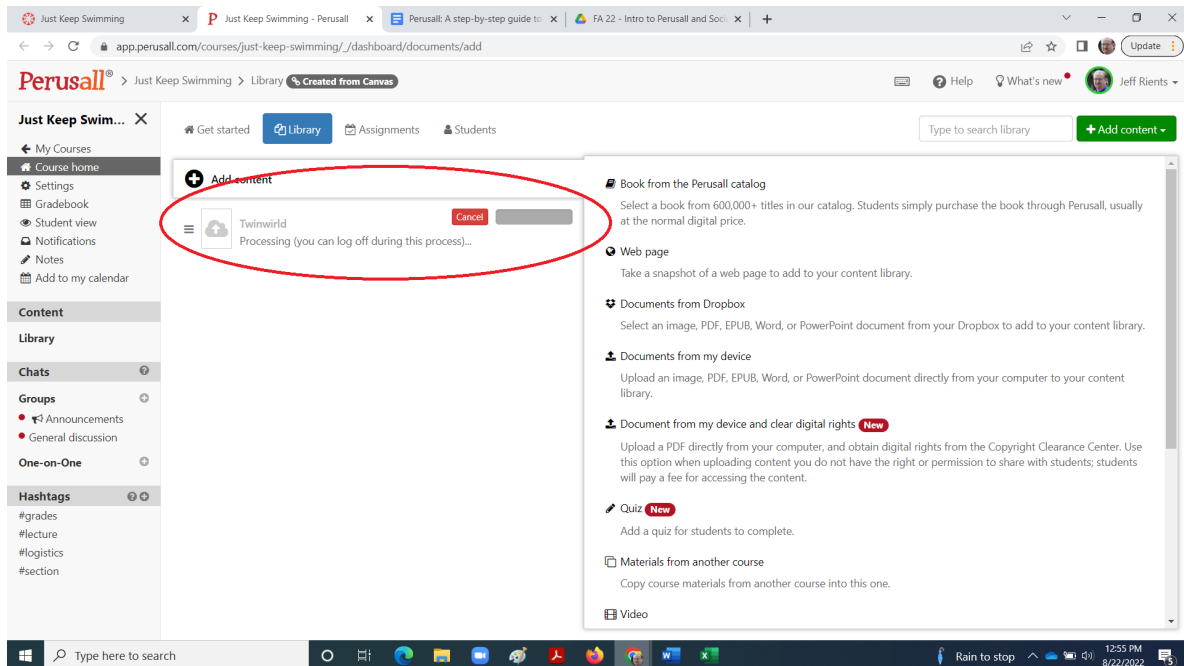 Just Keep Swimming
Just Keep Swimming - Perusall
Perusall: A step-by-step guide to
FA 22 - Intro to Perusall and Soci
app.perusall.com/courses/just-keep-swimming/_/dashboard/documents/add
Update
Perusall® > Just Keep Swimming > Library Created from Canvas
Help
What's new
Jeff Rients
Just Keep Swim...
My Courses
Course home
Settings
Gradebook
Student view
Notifications
Notes
Add to my calendar
Content
Library
Chats
Groups
Announcements
General discussion
One-on-One
Hashtags
#grades
#lecture
#logistics
#section
Get started
Library
Assignments
Students
Type to search library
Add content
Add content
Twinwirld
Cancel
Processing (you can log off during this process)...
Book from the Perusall catalog
Select a book from 600,000+ titles in our catalog. Students simply purchase the book through Perusall, usually
at the normal digital price.
Web page
Take a snapshot of a web page to add to your content library.
Documents from Dropbox
Select an image, PDF, EPUB, Word, or PowerPoint document from your Dropbox to add to your content library.
Documents from my device
Upload an image, PDF, EPUB, Word, or PowerPoint document directly from your computer to your content
library.
Document from my device and clear digital rights New
Upload a PDF directly from your computer, and obtain digital rights from the Copyright Clearance Center. Use
this option when uploading content you do not have the right or permission to share with students; students
will pay a fee for accessing the content.
Quiz New
Add a quiz for students to complete.
Materials from another course
Copy course materials from another course into this one.
Video
Type here to search
Rain to stop
12:55 PM
8/22/2022
5